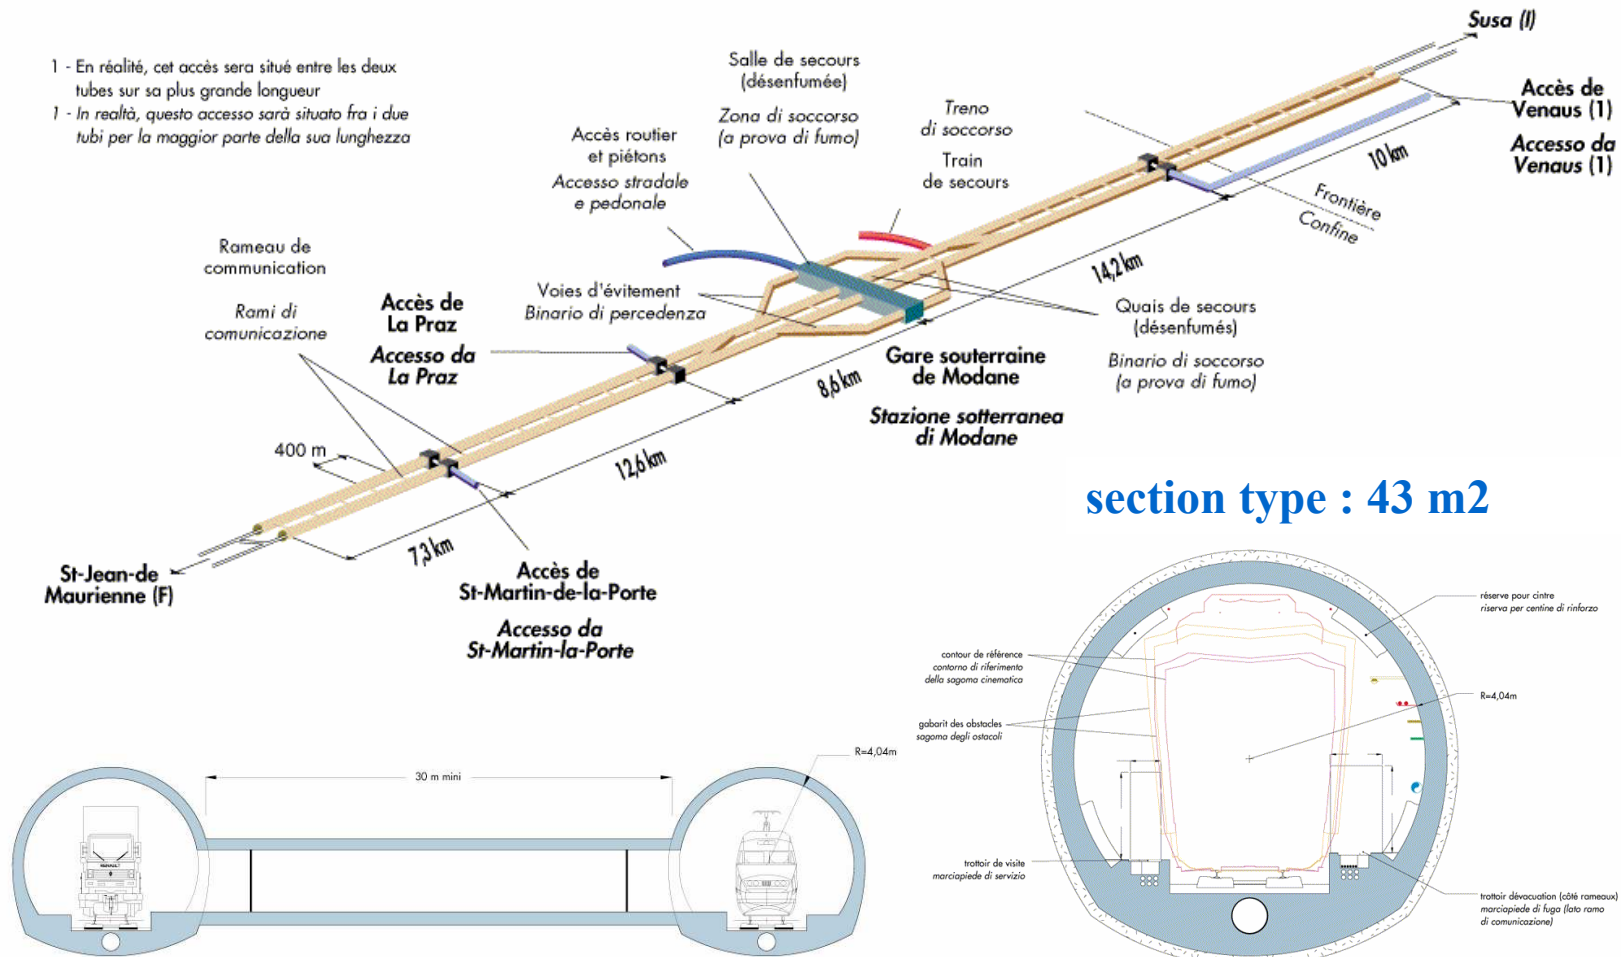 1 - En réalité, cet accès sera situé entre les deux
tubes sur sa plus grande longueur
1 - In realtà, questo accesso sarà situato fra i due
tubi per la maggior parte della sua lunghezza
Salle de secours
(désenfumée)
Zona di soccorso
(a prova di fumo)
Accès routier
et piétons
Accesso stradale
e pedonale
Treno
di soccorso
Train
de secours
Susa (I)
Accès de
Venaus (1)
Accesso da
Venaus (1)
10 km
Frontière
Confine
14,2 km
Rameau de
communication
Rami di
comunicazione
Accès de
La Praz
Accesso da
La Praz
Voies d'évitement
Binario di percedenza
Quais de secours
(désenfumés)
Binario di soccorso
(a prova di fumo)
Gare souterraine
de Modane
Stazione sotterranea
di Modane
8,6 km
12,6 km
400 m
7,3 km
St-Jean-de
Maurienne (F)
Accès de
St-Martin-de-la-Porte
Accesso da
St-Martin-la-Porte
section type : 43 m2
réserve pour cintre
riserva per centine di rinforzo
contour de référence
contorno di riferimento
della sagoma cinematica
R=4,04m
gabarit des obstacles
sagoma degli ostacoli
trottoir de visite
marciapiede di servizio
trottoir dévacuation (côté rameaux)
marciapiede di fuga (lato ramo
di comunicazione)
30 m mini
R=4,04m
RENAULT